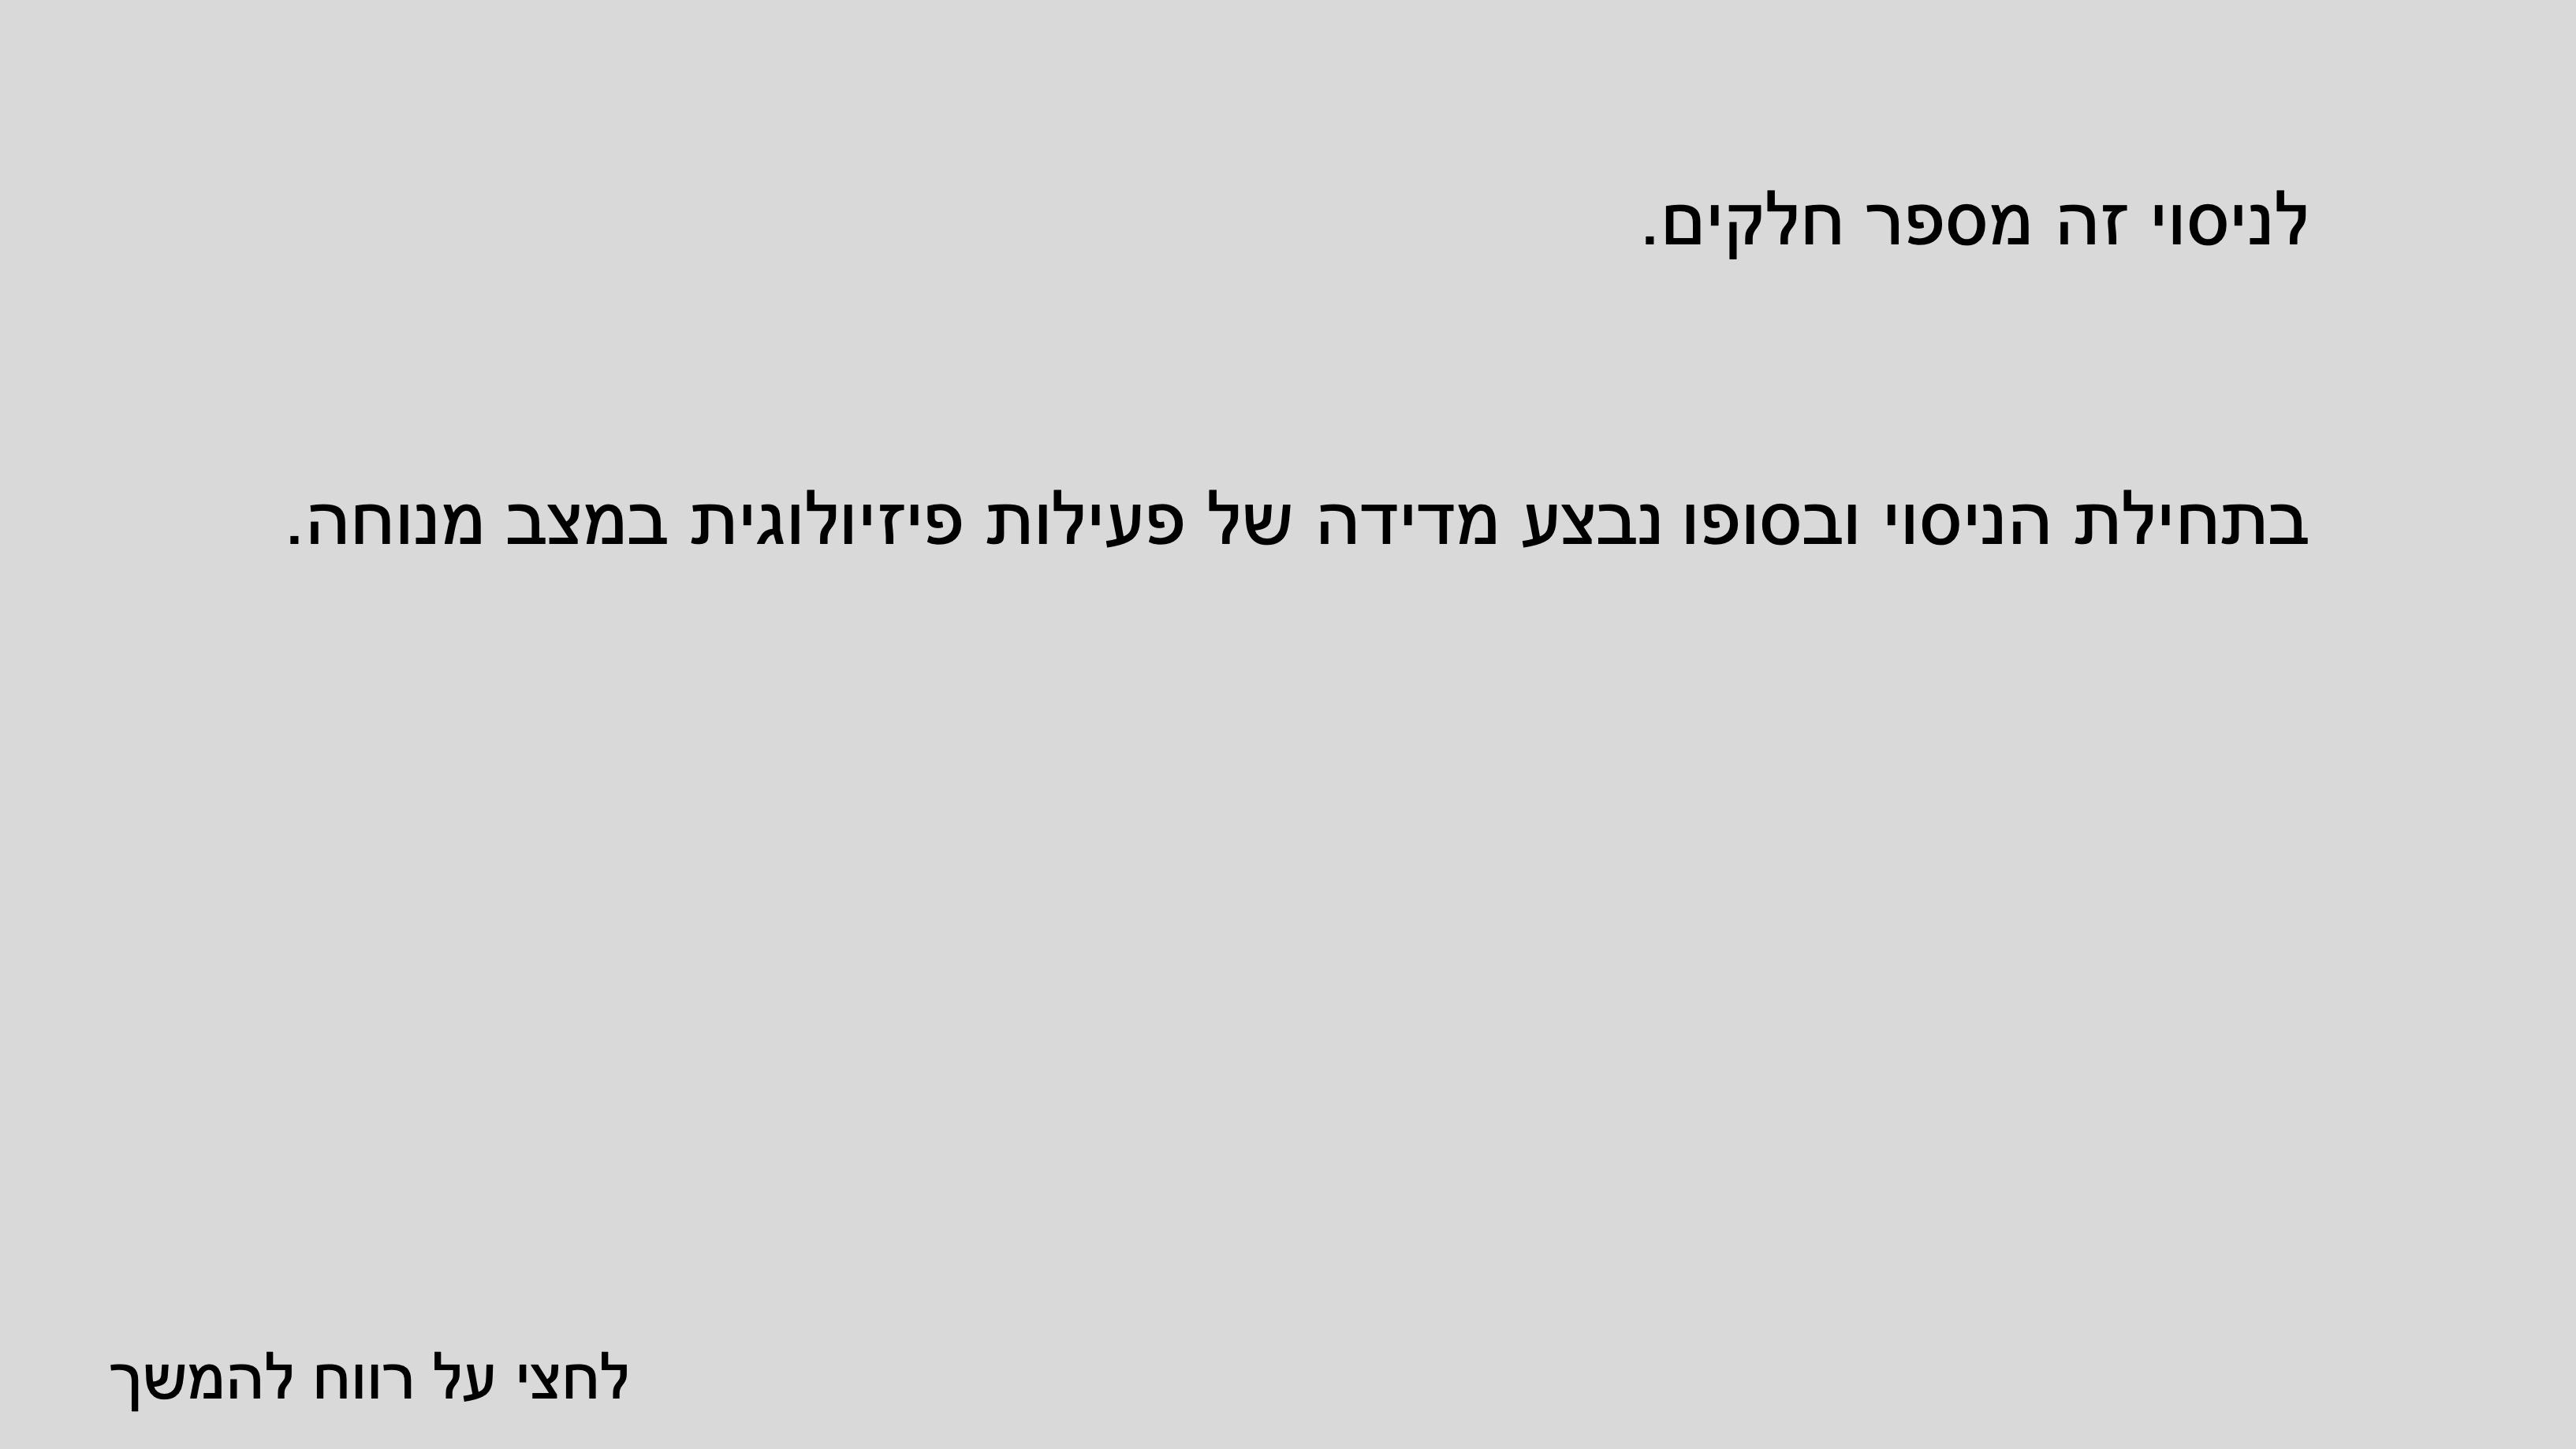 לניסוי זה מספר חלקים.
בתחילת הניסוי ובסופו נבצע מדידה של פעילות פיזיולוגית במצב מנוחה.
לחצי על רווח להמשך